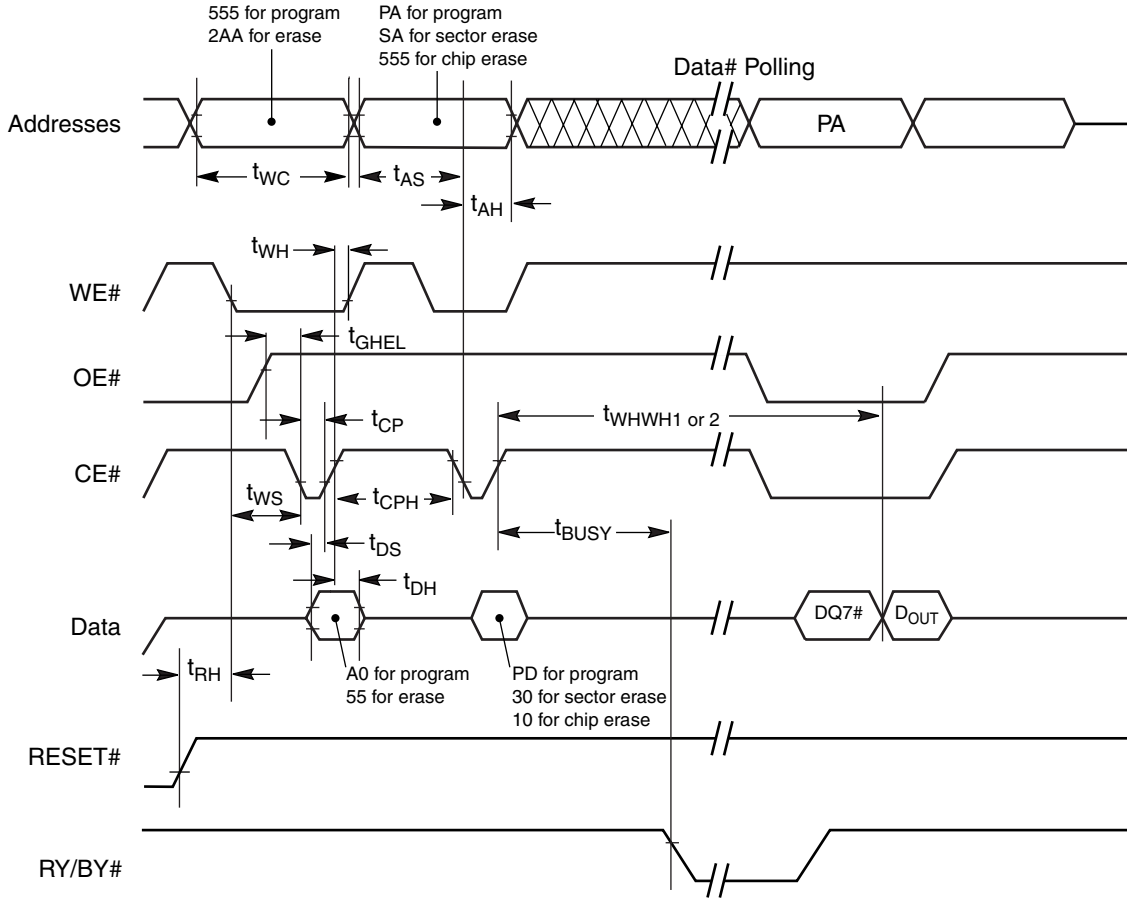 555 for program
2AA for erase
PA for program
SA for sector erase
555 for chip erase
Data# Polling
Addresses
PA
tWC
tAS
tAH
tWH
WE#
tGHEL
OE#
tCP
tWHWH1 or 2
CE#
tWS
tCPH
tBUSY
tDS
tDH
Data
DQ7#
DOUT
tRH
A0 for program
55 for erase
PD for program
30 for sector erase
10 for chip erase
RESET#
RY/BY#